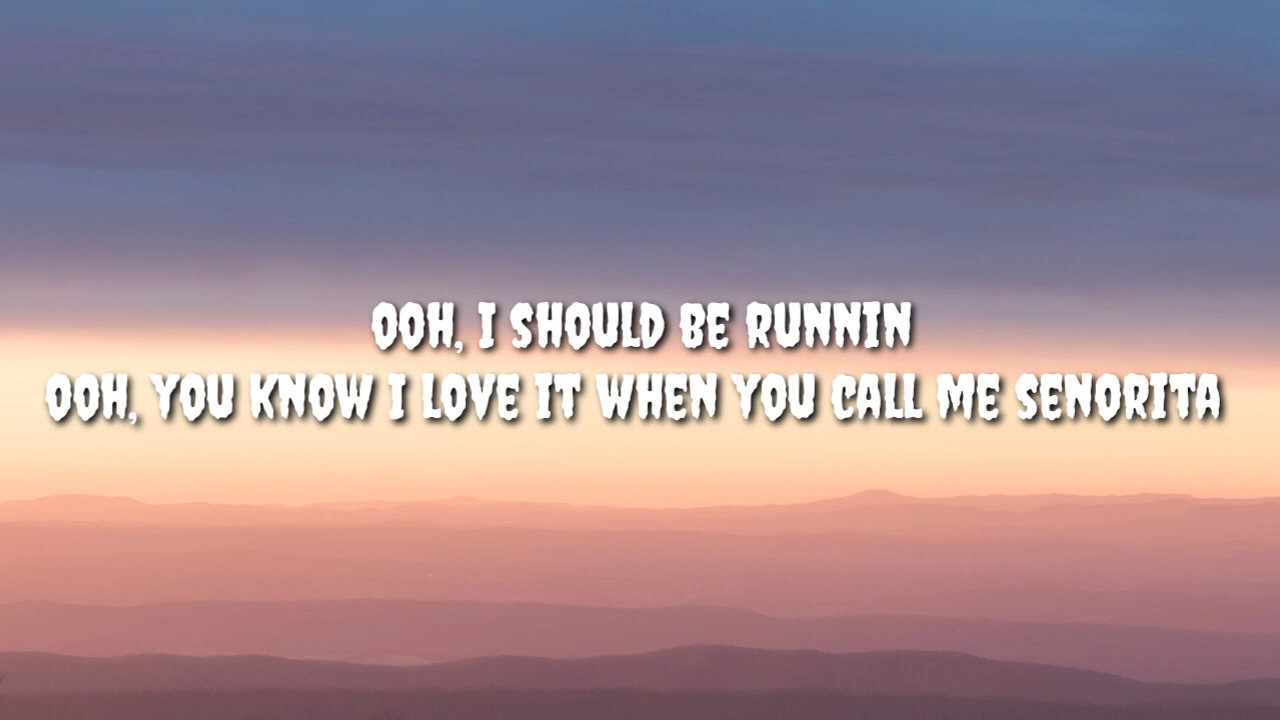 OOH, I SHOULD BE RUNNIN
OOH, YOU KNOW I LOVE IT WHEN YOU CALL ME SENORITA